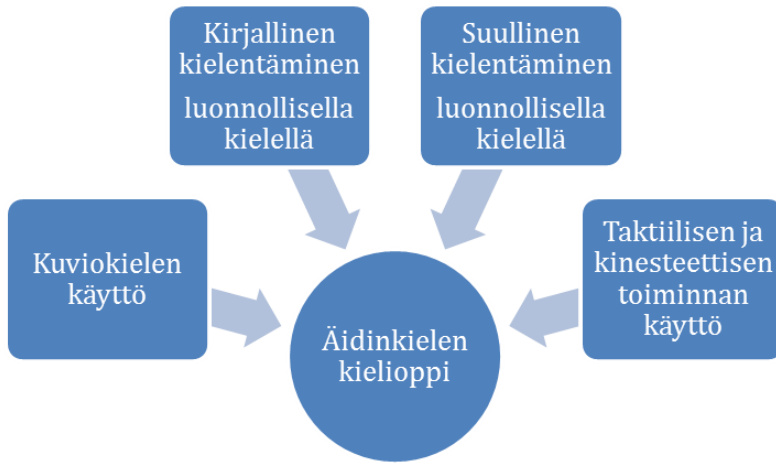 Kirjallinen
kielentäminen
luonnollisella
kielellä
Suullinen
kielentäminen
luonnollisella
kielellä
Kuviokielen
käyttö
Taktiilisen ja
kinesteettisen
toiminnan
käyttö
Äidinkielen
kielioppi